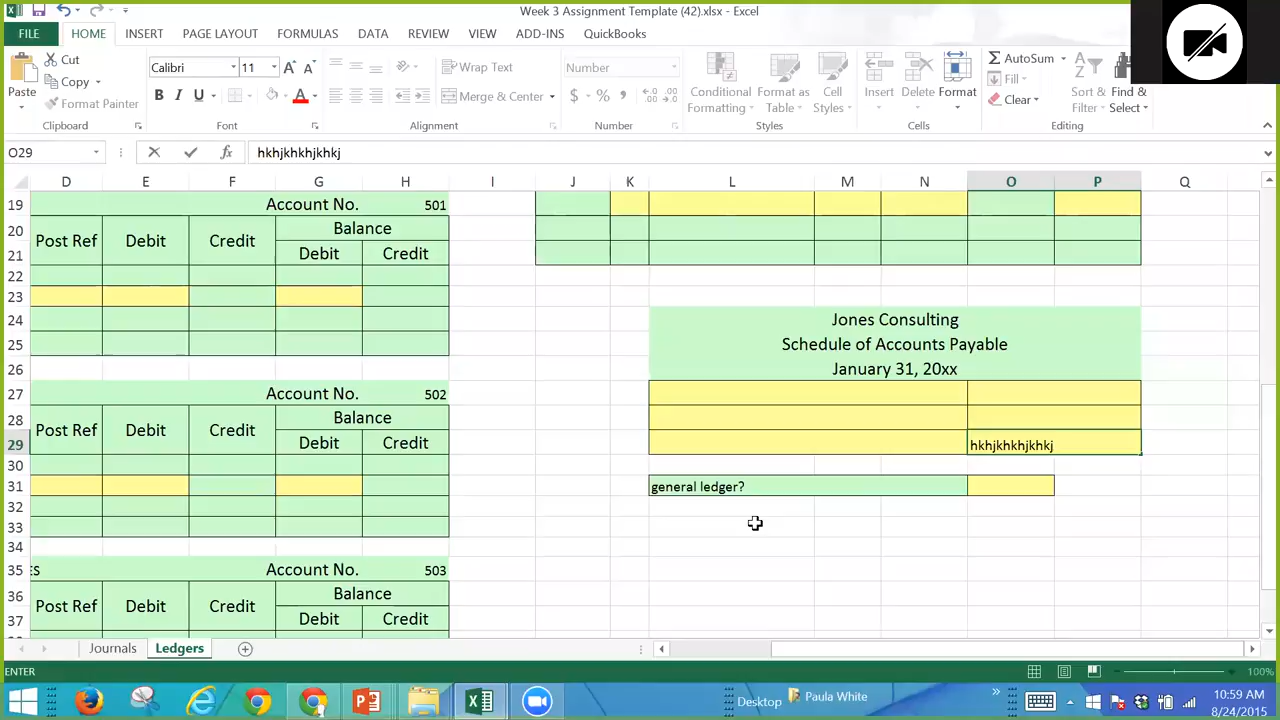 Week 3 Assignment Template (42).xlsx - Excel
FILE HOME INSERT PAGE LAYOUT FORMULAS DATA REVIEW VIEW ADD-INS QuickBooks
Paste
Cut
Copy
Format Painter
Clipboard
Calibri 11
B I U
Font
Wrap Text
Merge & Center
Alignment
Number
$ %
Number
Conditional Formatting
Styles
Insert Delete Format
Cells
AutoSum
Fill
Clear
Sort & Filter
Find & Select
Editing
O29 fx hkhjkhkhjkhkj
D E F G H I J K L M N O P Q
19 Account No. 501
20 Post Ref Debit Credit Balance
21 Debit Credit
22
23
24 Jones Consulting
25 Schedule of Accounts Payable
26 January 31, 20xx
27 Account No. 502
28 Post Ref Debit Credit Balance
29 Debit Credit hkhjkhkhjkhkj
30
31 general ledger?
32
33
34
35 ES Account No. 503
36 Post Ref Debit Credit Balance
37 Debit Credit
Journals Ledgers
ENTER 100%
Desktop Paula White
10:59 AM
8/24/2015